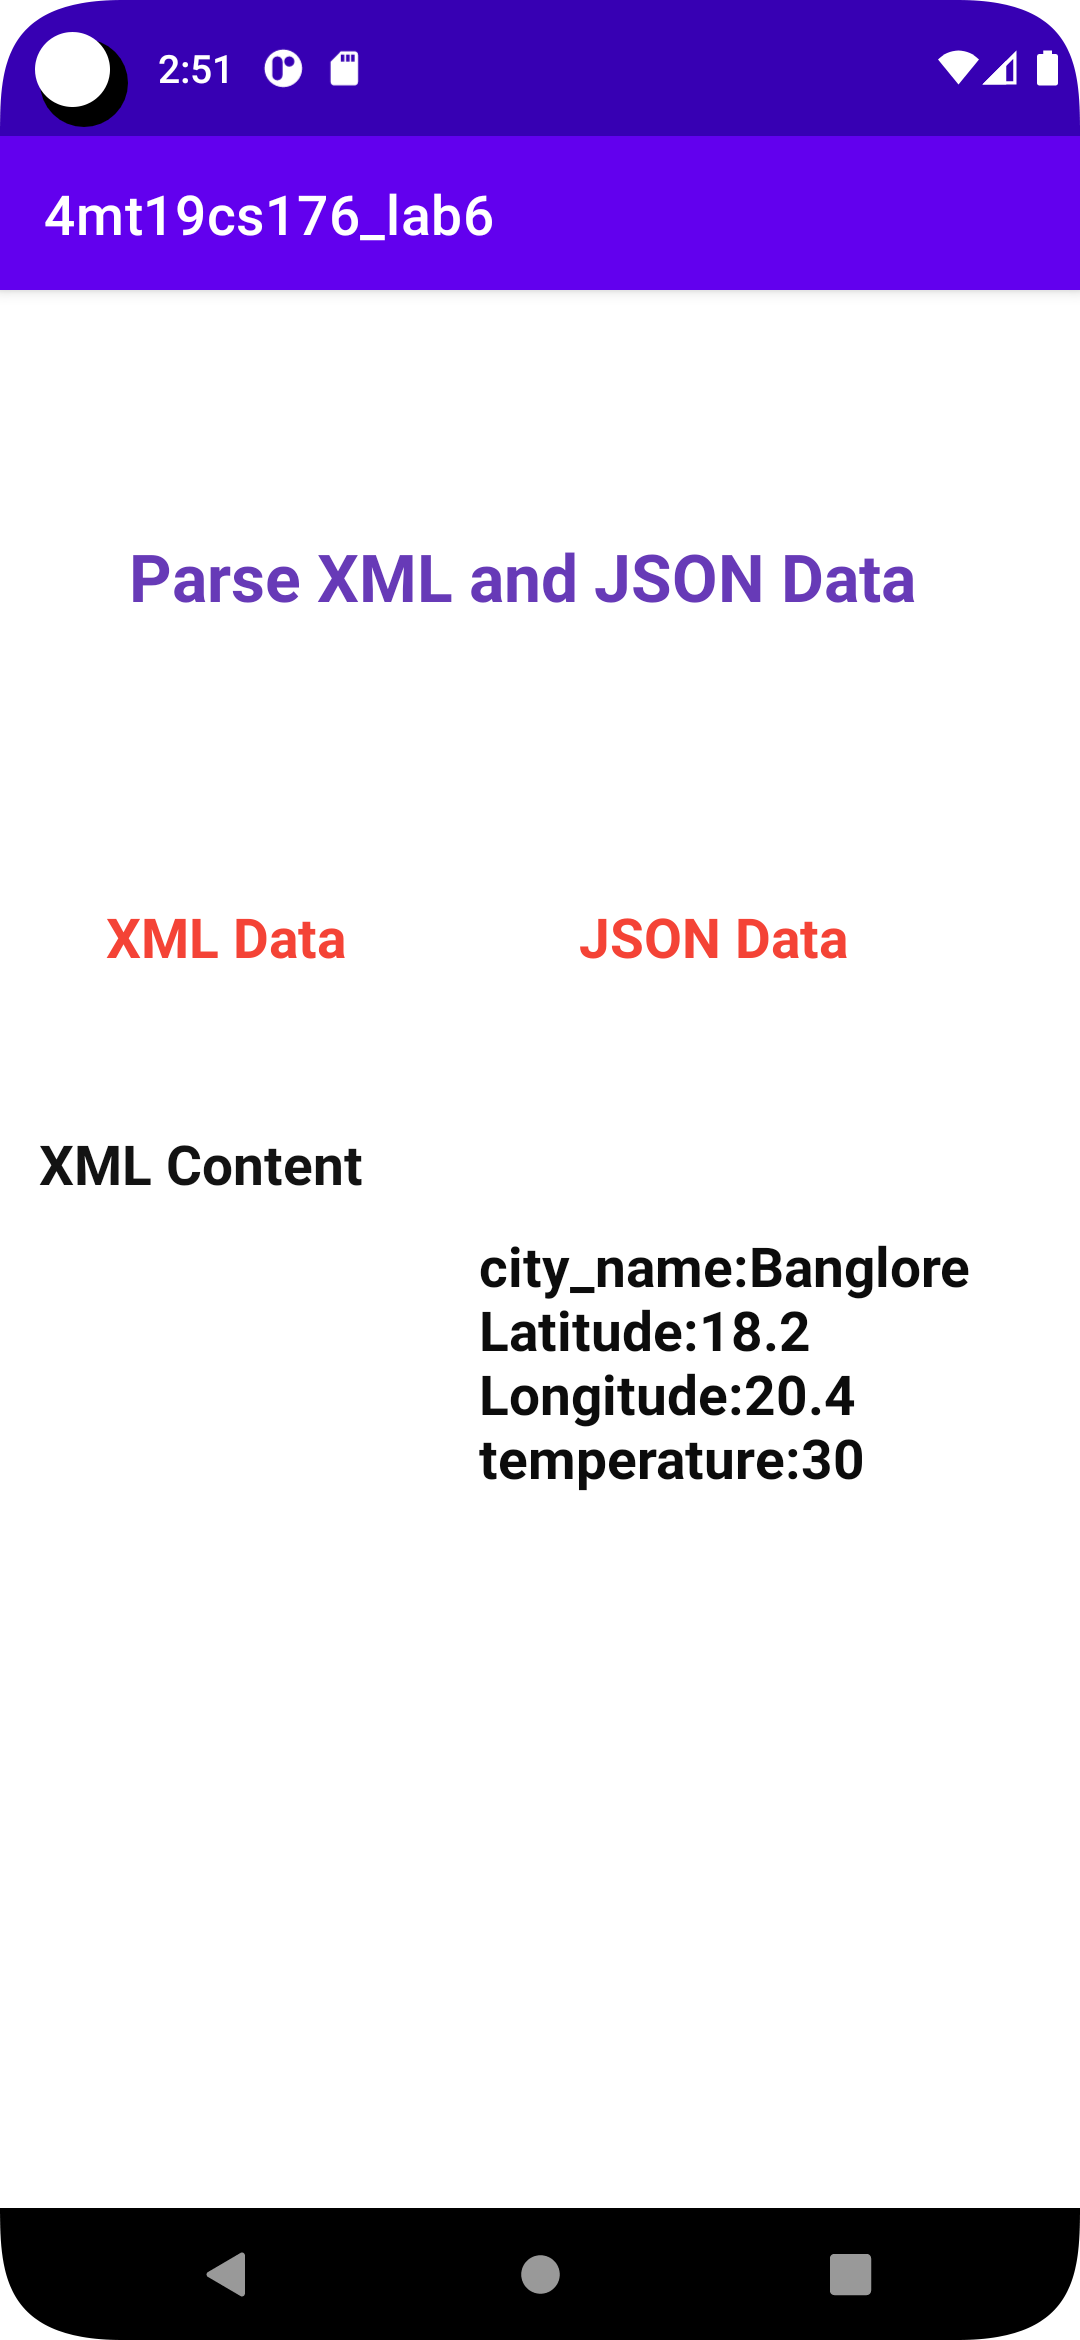 2:51
4mt19cs176_lab6
Parse XML and JSON Data
XML Data
JSON Data
XML Content
city_name:Banglore
Latitude:18.2
Longitude:20.4
temperature:30